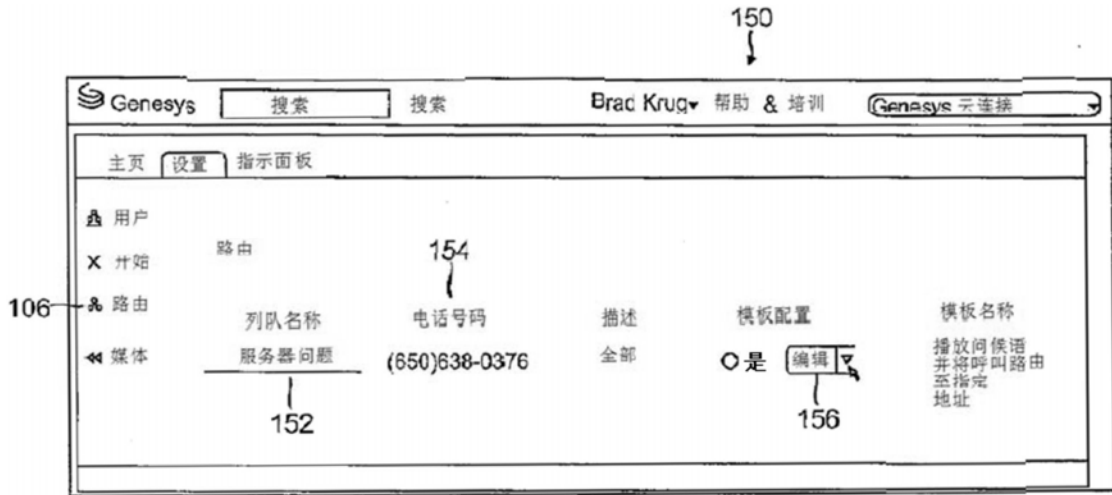 150
Genesys 搜索 搜索 Brad Krug 帮助 & 培训 Genesys 云连接
主页 设置 指示面板
用户
路由 154
X 开始
106 路由
列队名称 电话号码 描述 模板配置 模板名称
媒体 服务器问题 (650)638-0376 全部 是 编辑 播放问候语
并将呼叫路由
至指定
地址
152 156